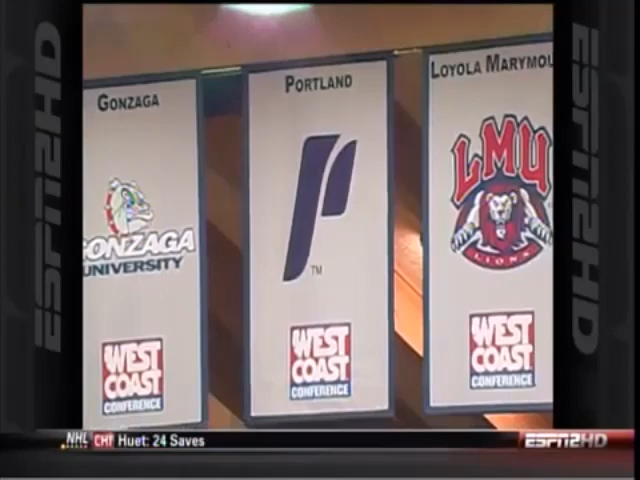 ESPN2HD
GONZAGA
GONZAGA
UNIVERSITY
WEST
COAST
CONFERENCE
PORTLAND
TM
WEST
COAST
CONFERENCE
LOYOLA MARYMOU
LMU
LIONS
WEST
COAST
CONFERENCE
ESPN2HD
NHL CHI Huet: 24 Saves
ESPN2HD